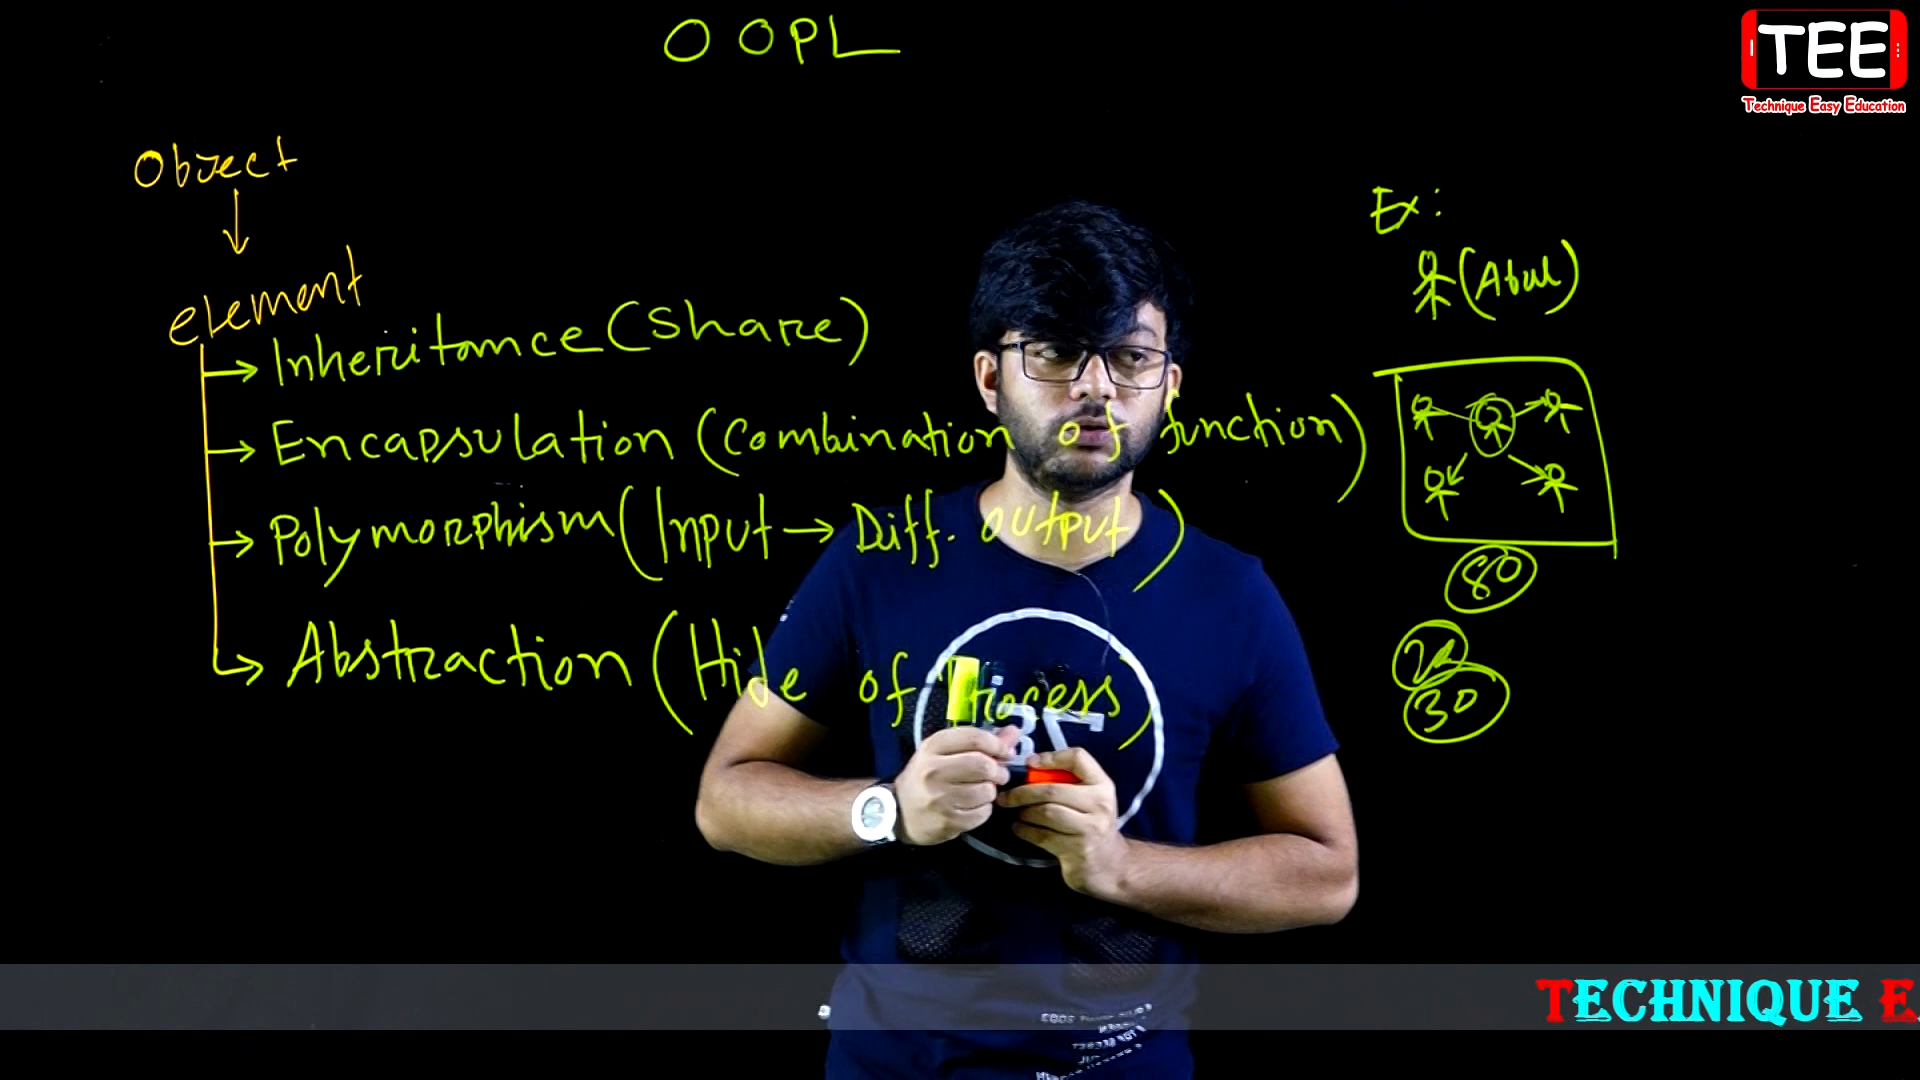 OOPL
TEE
Technique Easy Education
Object
element
Inheritance (Share)
Encapsulation (Combination of function)
Polymorphism (Input → Diff. output)
Abstraction (Hide of Process)
Ex:
(Abul)
80
30
TECHNIQUE E